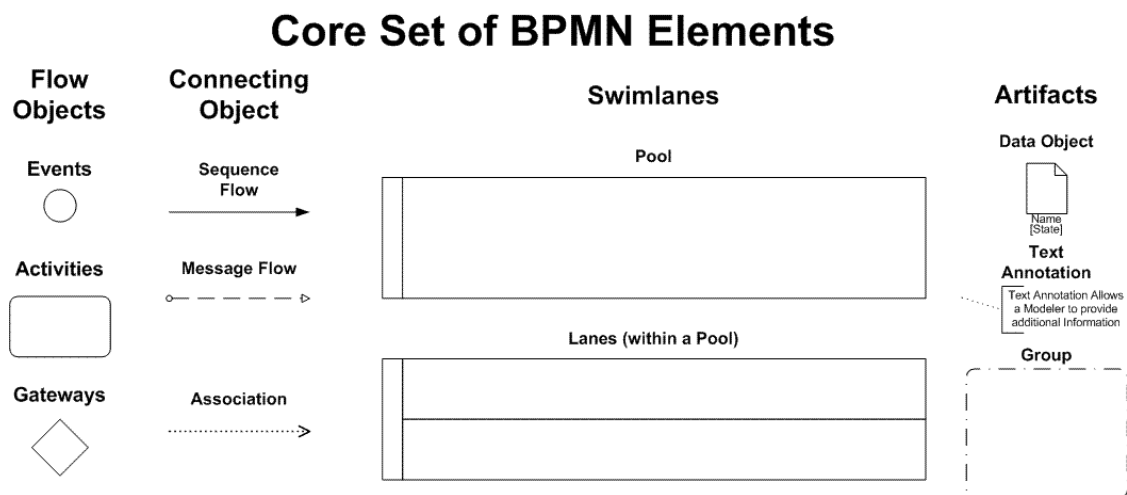 Core Set of BPMN Elements
Flow
Objects
Connecting
Object
Swimlanes
Artifacts
Events
Sequence
Flow
Pool
Data Object
Name
[State]
Activities
Message Flow
Text
Annotation
Text Annotation Allows
a Modeler to provide
additional Information
Lanes (within a Pool)
Group
Gateways
Association